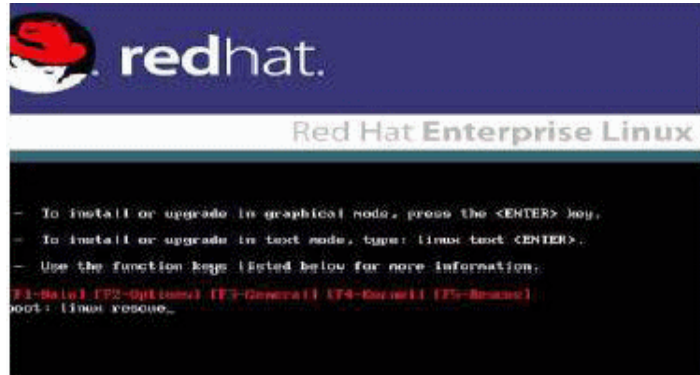 redhat.
Red Hat Enterprise Linux
- To install or upgrade in graphical mode, press the <ENTER> key.
- To install or upgrade in text mode, type: linux text <ENTER>.
- Use the function keys listed below for more information.
[F1-Main] [F2-Options] [F3-General] [F4-Kernel] [F5-Rescue]
boot: linux rescue_